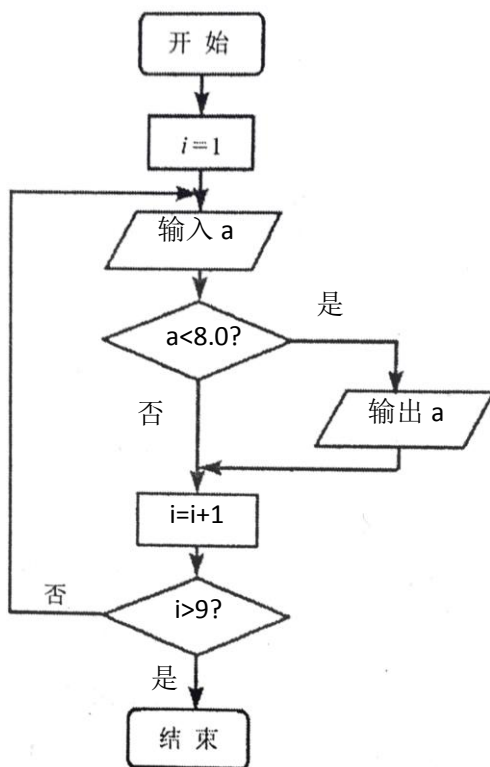 开 始
i=1
输入 a
a<8.0?
是
否
输出 a
i=i+1
否
i>9?
是
结 束